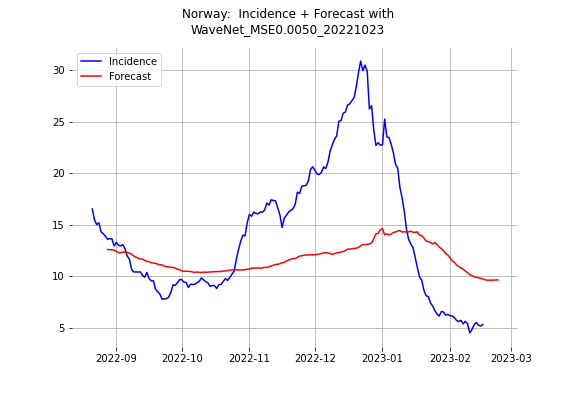 Norway:  Incidence + Forecast with
WaveNet_MSE0.0050_20221023
Incidence
Forecast
30
25
20
15
10
5
2022-09 2022-10 2022-11 2022-12 2023-01 2023-02 2023-03